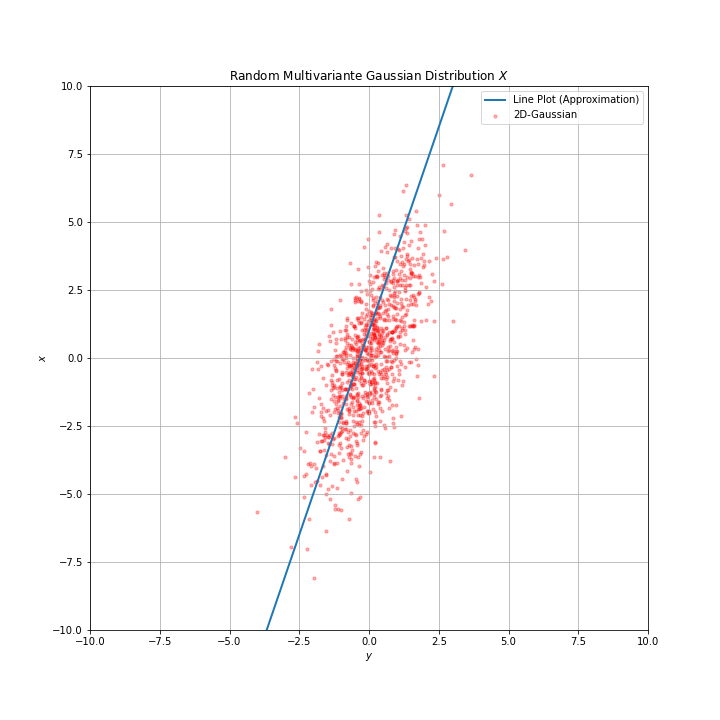 Random Multivariante Gaussian Distribution X
Line Plot (Approximation)
2D-Gaussian
10.0
7.5
5.0
2.5
0.0
−2.5
−5.0
−7.5
−10.0
x
−10.0 −7.5 −5.0 −2.5 0.0 2.5 5.0 7.5 10.0
y